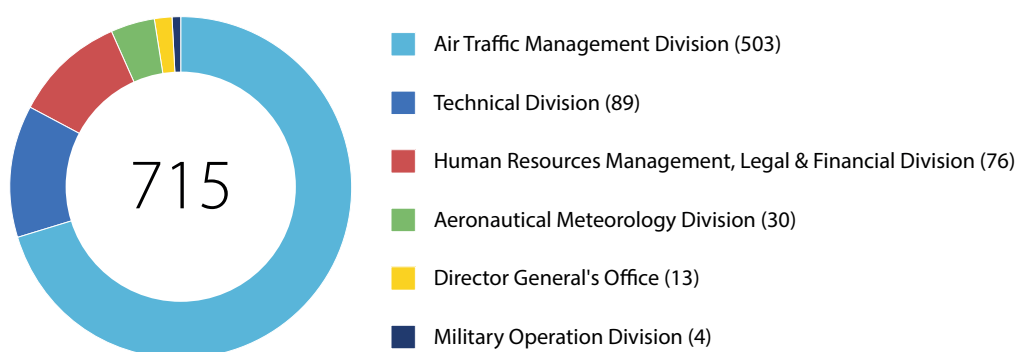 715
Air Traffic Management Division (503)
Technical Division (89)
Human Resources Management, Legal & Financial Division (76)
Aeronautical Meteorology Division (30)
Director General's Office (13)
Military Operation Division (4)